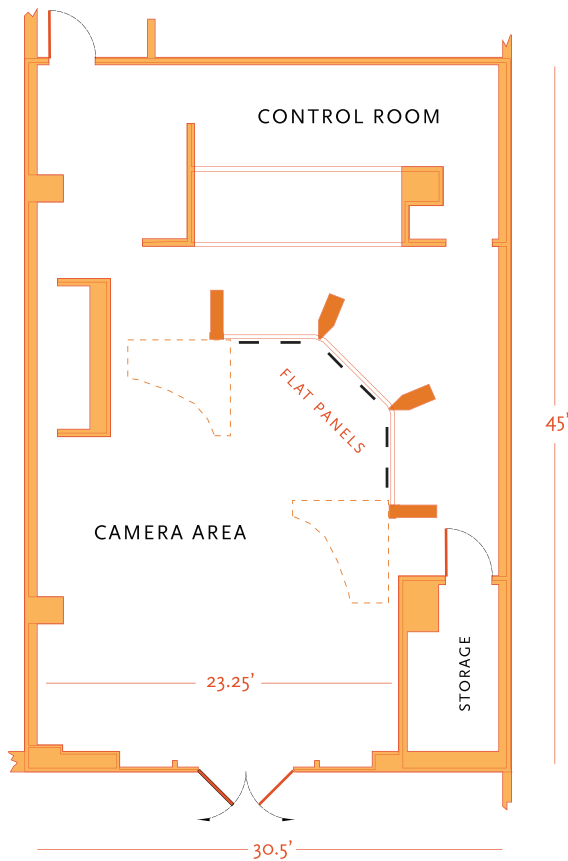 CONTROL ROOM
FLAT PANELS
45'
CAMERA AREA
STORAGE
23.25'
30.5'